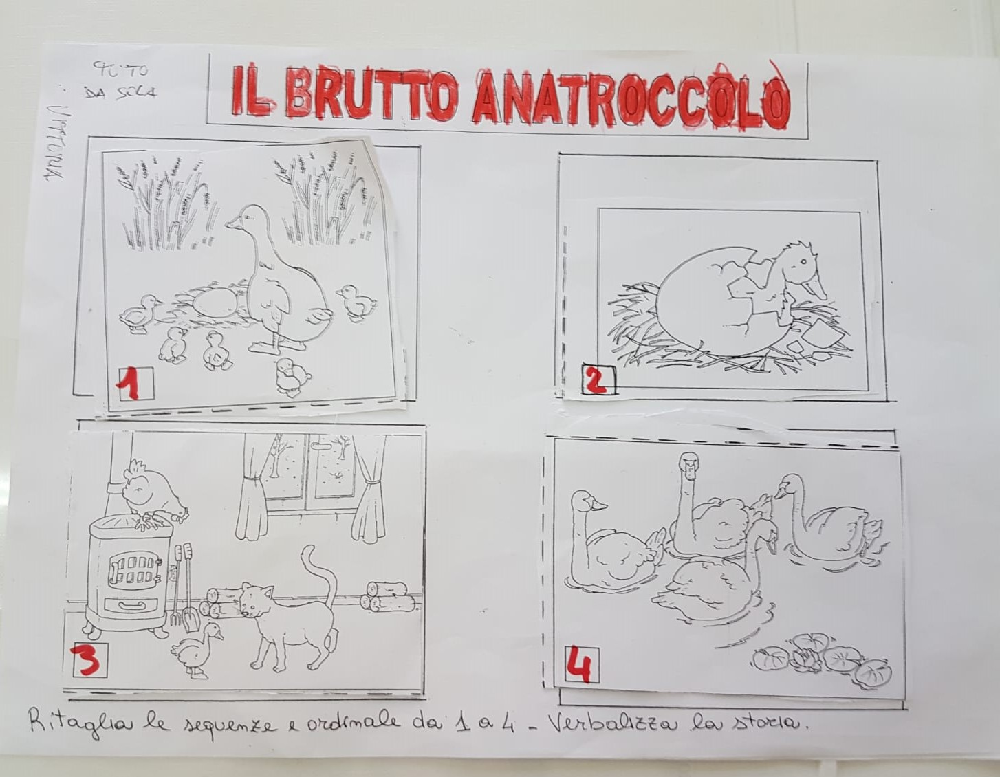 TUTTO
DA SOLA
VITTORIA
IL BRUTTO ANATROCCOLO
1
2
3
4
Ritaglia le sequenze e ordinale da 1 a 4 - Verbalizza la storia.